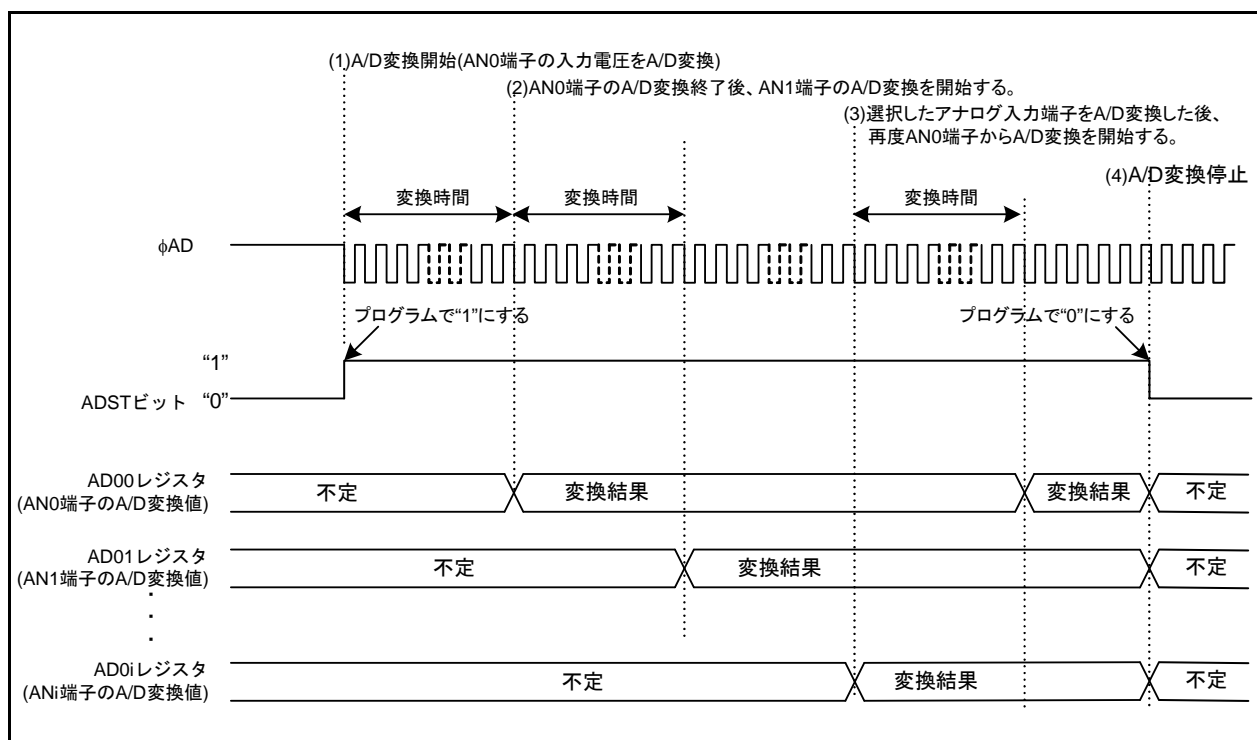 (1)A/D変換開始(AN0端子の入力電圧をA/D変換)
(2)AN0端子のA/D変換終了後、AN1端子のA/D変換を開始する。
(3)選択したアナログ入力端子をA/D変換した後、
再度AN0端子からA/D変換を開始する。
(4)A/D変換停止
変換時間
変換時間
変換時間
φAD
プログラムで“1”にする
プログラムで“0”にする
“1”
ADSTビット “0”
AD00レジスタ
(AN0端子のA/D変換値)
不定
変換結果
変換結果
不定
AD01レジスタ
(AN1端子のA/D変換値)
不定
変換結果
不定
・
・
・
AD0iレジスタ
(ANi端子のA/D変換値)
不定
変換結果
不定